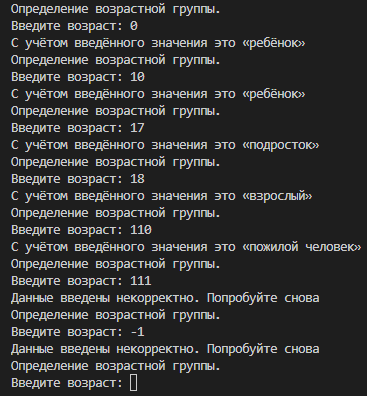 Определение возрастной группы.
Введите возраст: 0
С учётом введённого значения это «ребёнок»
Определение возрастной группы.
Введите возраст: 10
С учётом введённого значения это «ребёнок»
Определение возрастной группы.
Введите возраст: 17
С учётом введённого значения это «подросток»
Определение возрастной группы.
Введите возраст: 18
С учётом введённого значения это «взрослый»
Определение возрастной группы.
Введите возраст: 110
С учётом введённого значения это «пожилой человек»
Определение возрастной группы.
Введите возраст: 111
Данные введены некорректно. Попробуйте снова
Определение возрастной группы.
Введите возраст: -1
Данные введены некорректно. Попробуйте снова
Определение возрастной группы.
Введите возраст: